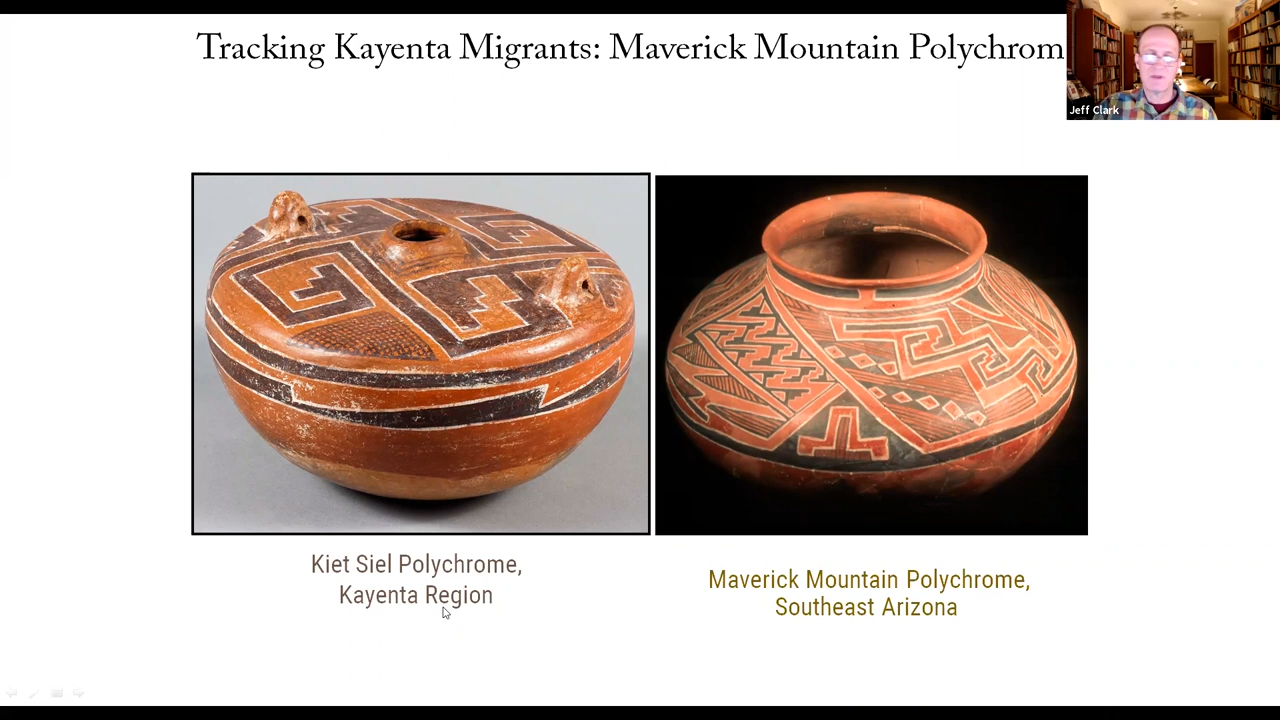 Tracking Kayenta Migrants: Maverick Mountain Polychrom
Jeff Clark
Kiet Siel Polychrome,
Kayenta Region
Maverick Mountain Polychrome,
Southeast Arizona